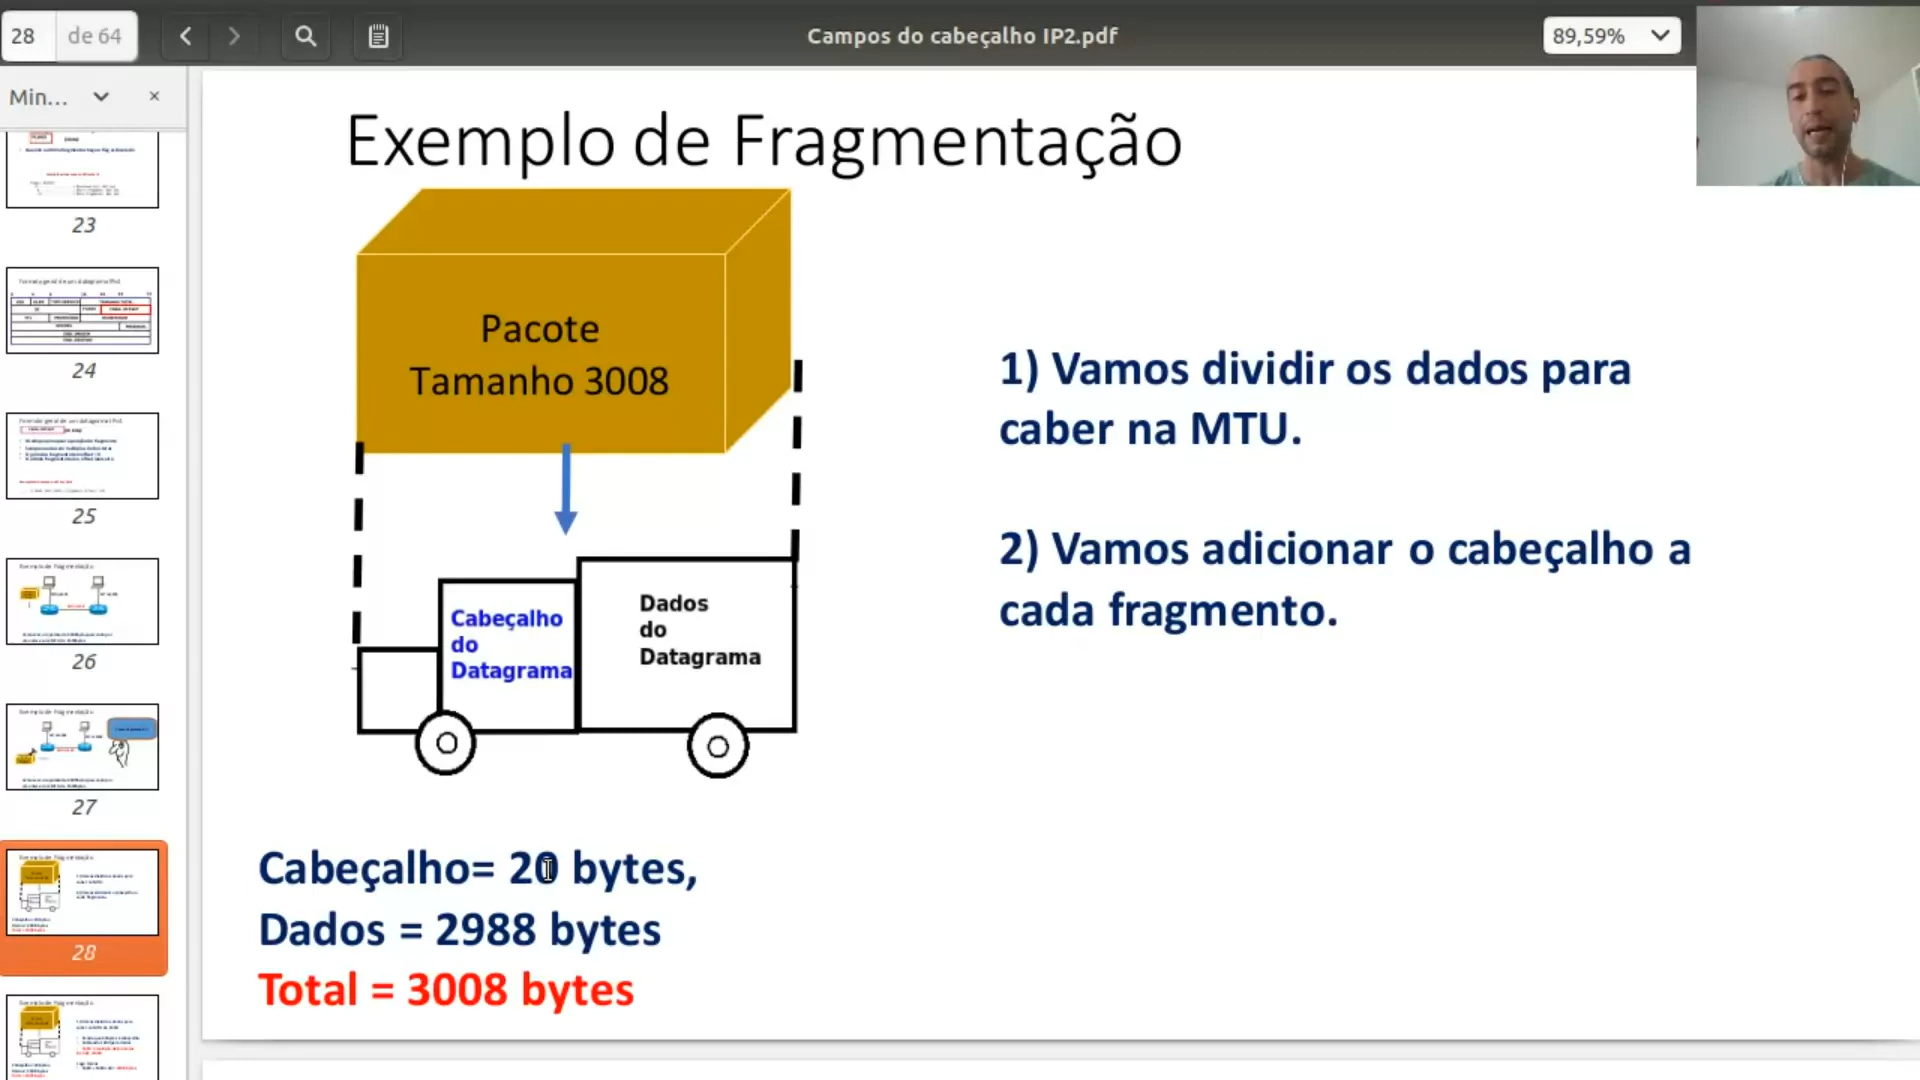 28 de 64
Campos do cabeçalho IP2.pdf
89,59%
Min...
23
24
25
26
27
28
Exemplo de Fragmentação
Pacote
Tamanho 3008
Cabeçalho
do
Datagrama
Dados
do
Datagrama
1) Vamos dividir os dados para
caber na MTU.
2) Vamos adicionar o cabeçalho a
cada fragmento.
Cabeçalho= 20 bytes,
Dados = 2988 bytes
Total = 3008 bytes